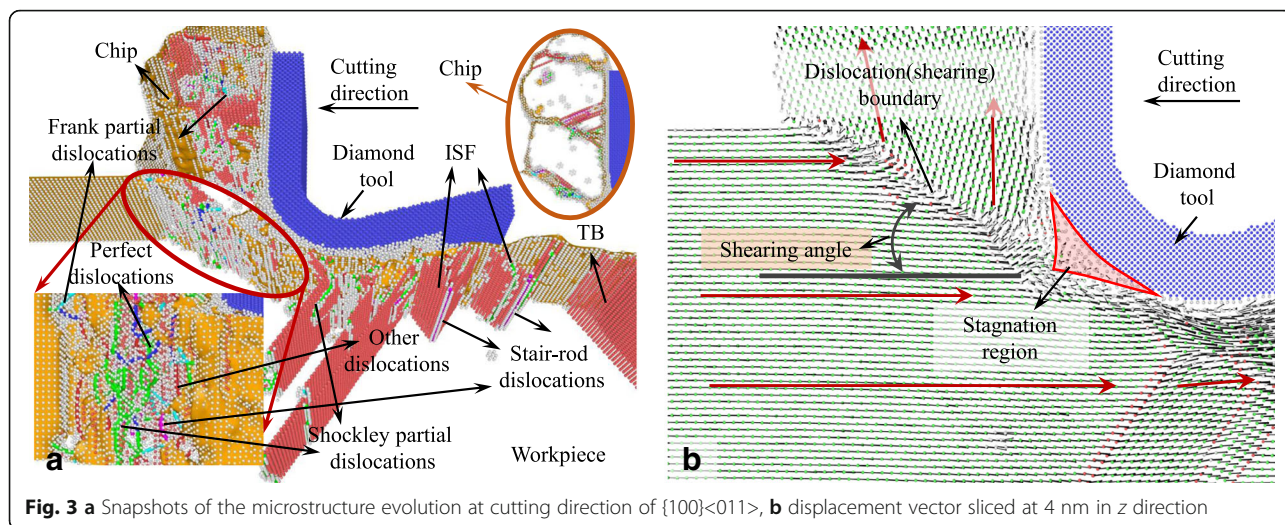 Chip
Frank partial
dislocations
Perfect
dislocations
Cutting
direction
Diamond
tool
Chip
ISF
TB
Other
dislocations
Stair-rod
dislocations
Shockley partial
dislocations
Workpiece
a
Dislocation(shearing)
boundary
Cutting
direction
Diamond
tool
Shearing angle
Stagnation
region
b
Fig. 3 a Snapshots of the microstructure evolution at cutting direction of {100}<011>, b displacement vector sliced at 4 nm in z direction